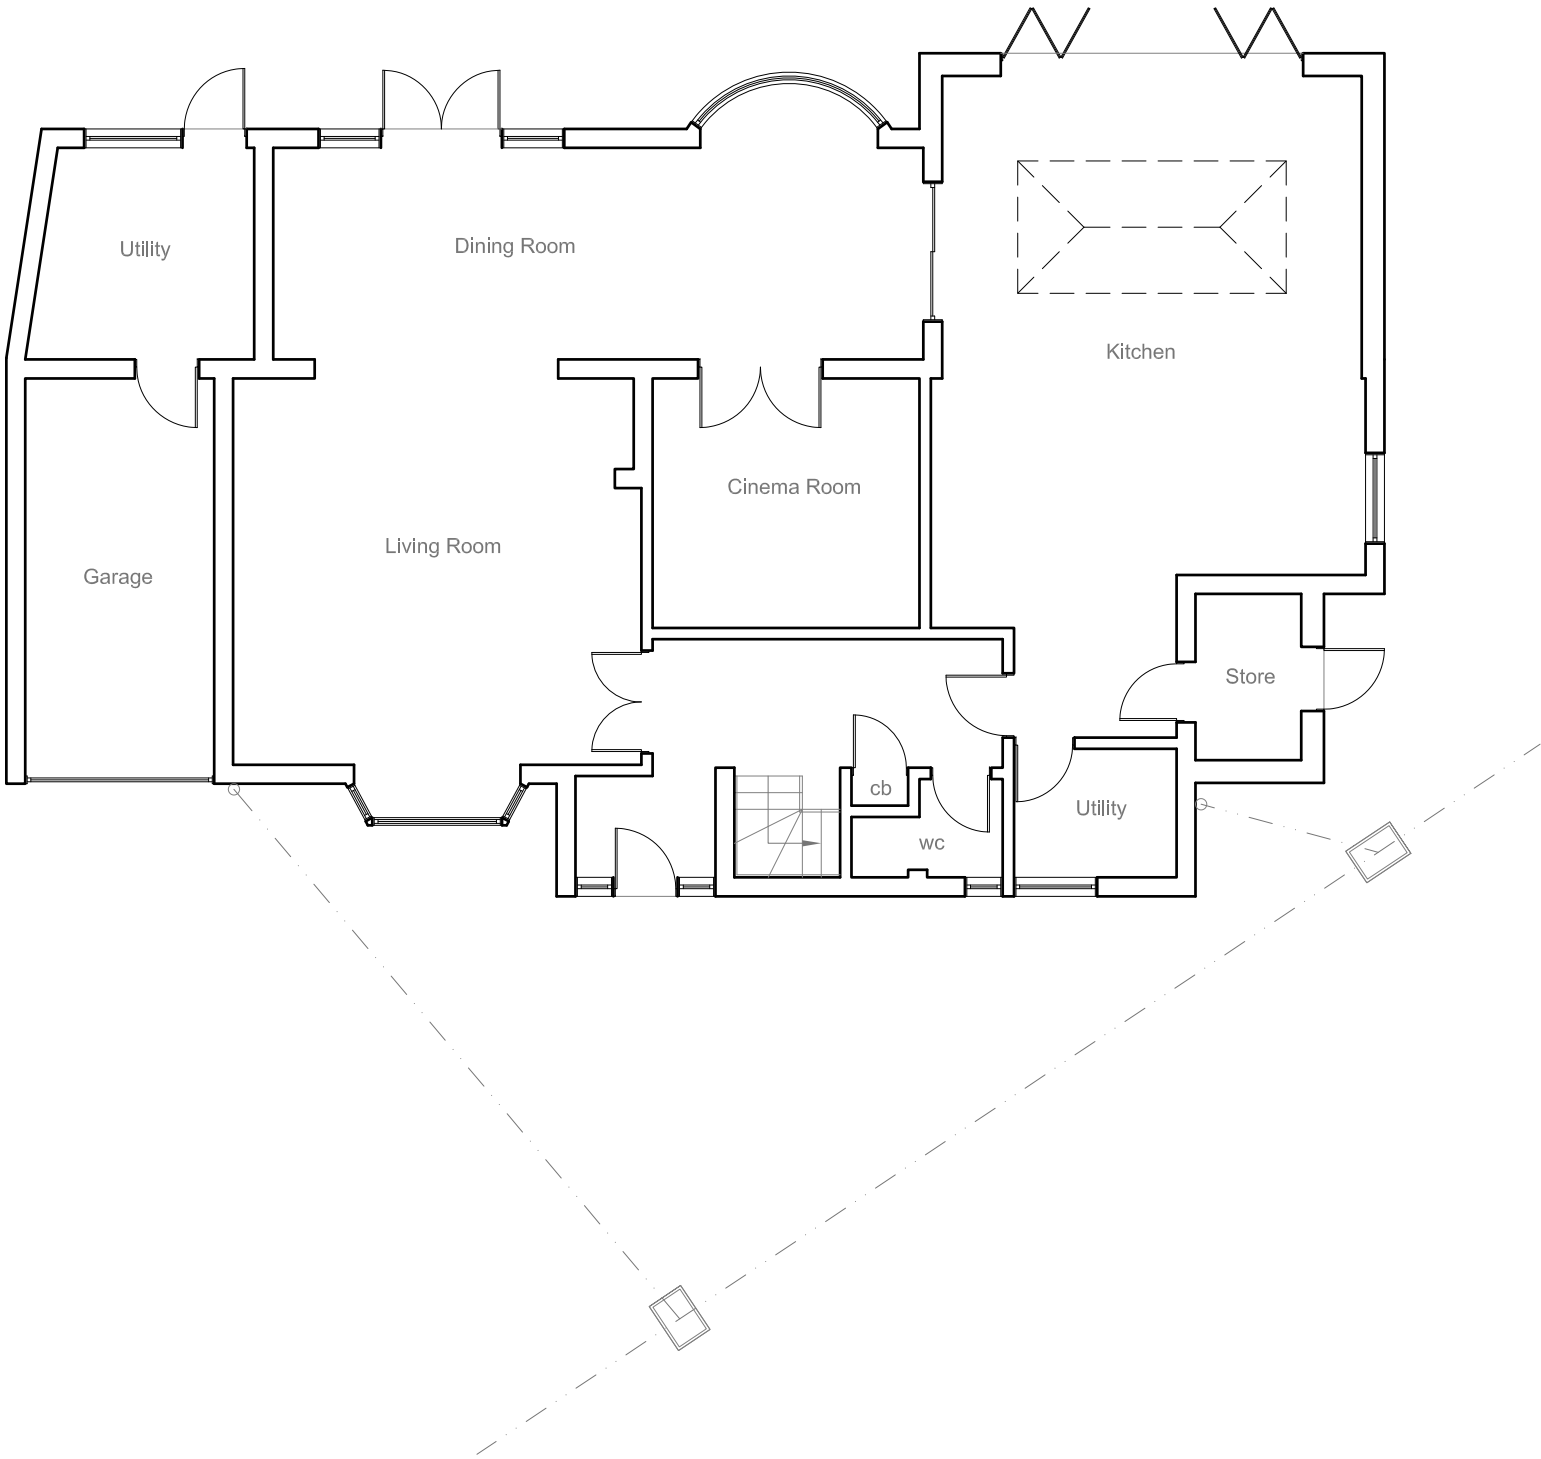 Utility
Dining Room
Kitchen
Cinema Room
Living Room
Garage
Store
cb
Utility
wc